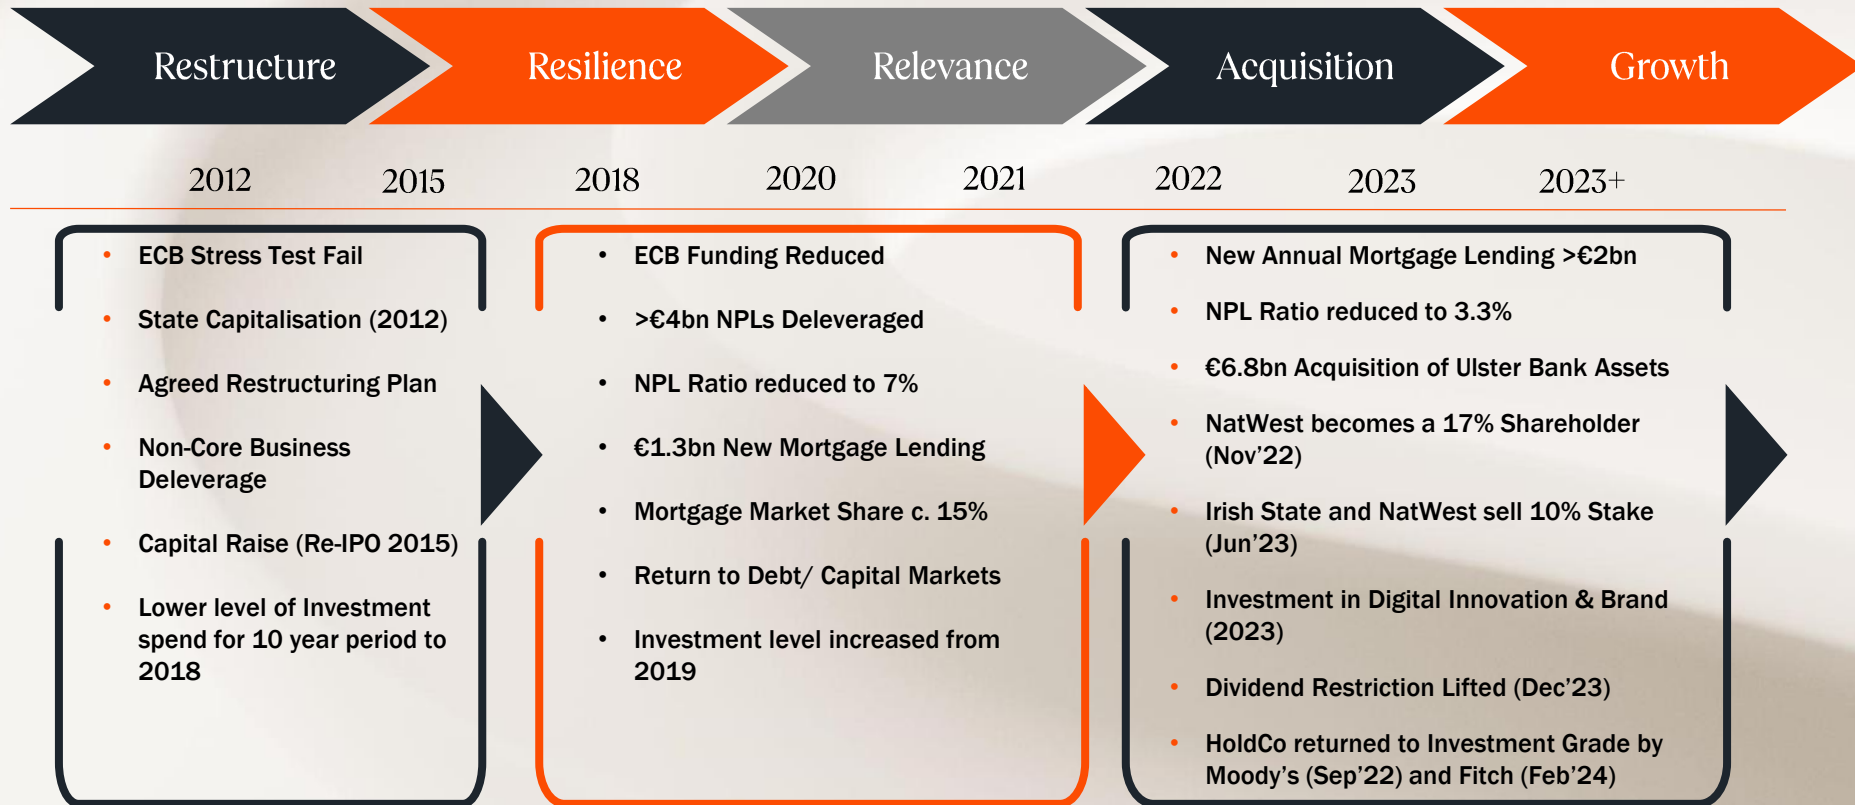 Restructure
Resilience
Relevance
Acquisition
Growth
2012
2015
2018
2020
2021
2022
2023
2023+
• ECB Stress Test Fail
• State Capitalisation (2012)
• Agreed Restructuring Plan
• Non-Core Business
Deleverage
• Capital Raise (Re-IPO 2015)
• Lower level of Investment
spend for 10 year period to
2018
• ECB Funding Reduced
• >€4bn NPLs Deleveraged
• NPL Ratio reduced to 7%
• €1.3bn New Mortgage Lending
• Mortgage Market Share c. 15%
• Return to Debt/ Capital Markets
• Investment level increased from
2019
• New Annual Mortgage Lending >€2bn
• NPL Ratio reduced to 3.3%
• €6.8bn Acquisition of Ulster Bank Assets
• NatWest becomes a 17% Shareholder
(Nov’22)
• Irish State and NatWest sell 10% Stake
(Jun’23)
• Investment in Digital Innovation & Brand
(2023)
• Dividend Restriction Lifted (Dec’23)
• HoldCo returned to Investment Grade by
Moody’s (Sep’22) and Fitch (Feb’24)